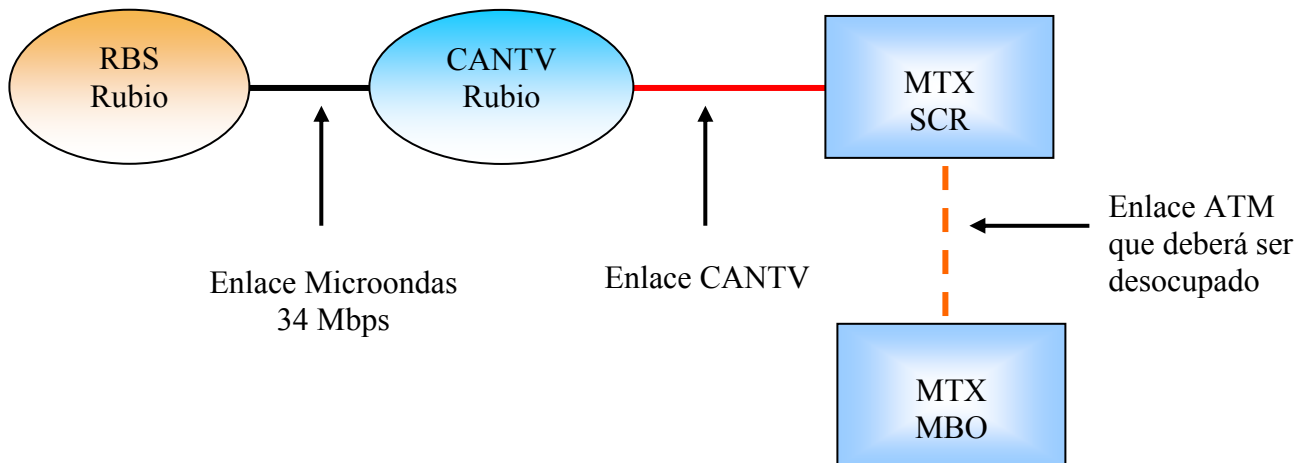 RBS
Rubio
CANTV
Rubio
MTX
SCR
Enlace Microondas
34 Mbps
Enlace CANTV
Enlace ATM
que deberá ser
desocupado
MTX
MBO